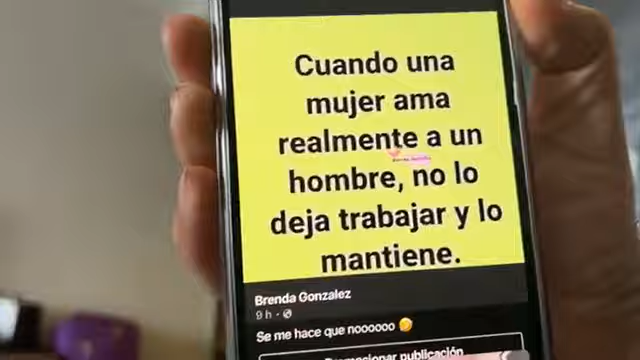 Cuando una
mujer ama
realmente a un
hombre, no lo
deja trabajar y lo
mantiene.
Brenda Gonzalez
9 h ·
Se me hace que noooooo 🤣
Promocionar publicación